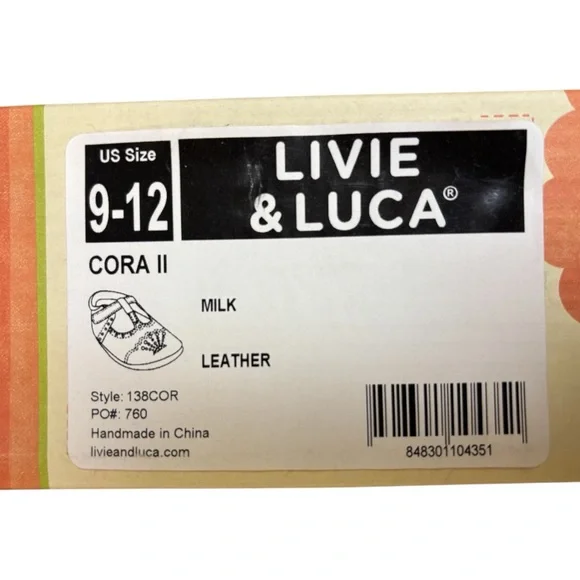 US Size
9-12
LIVIE
& LUCA®
CORA II
MILK
LEATHER
Style: 138COR
PO#: 760
Handmade in China
livieandluca.com
848301104351